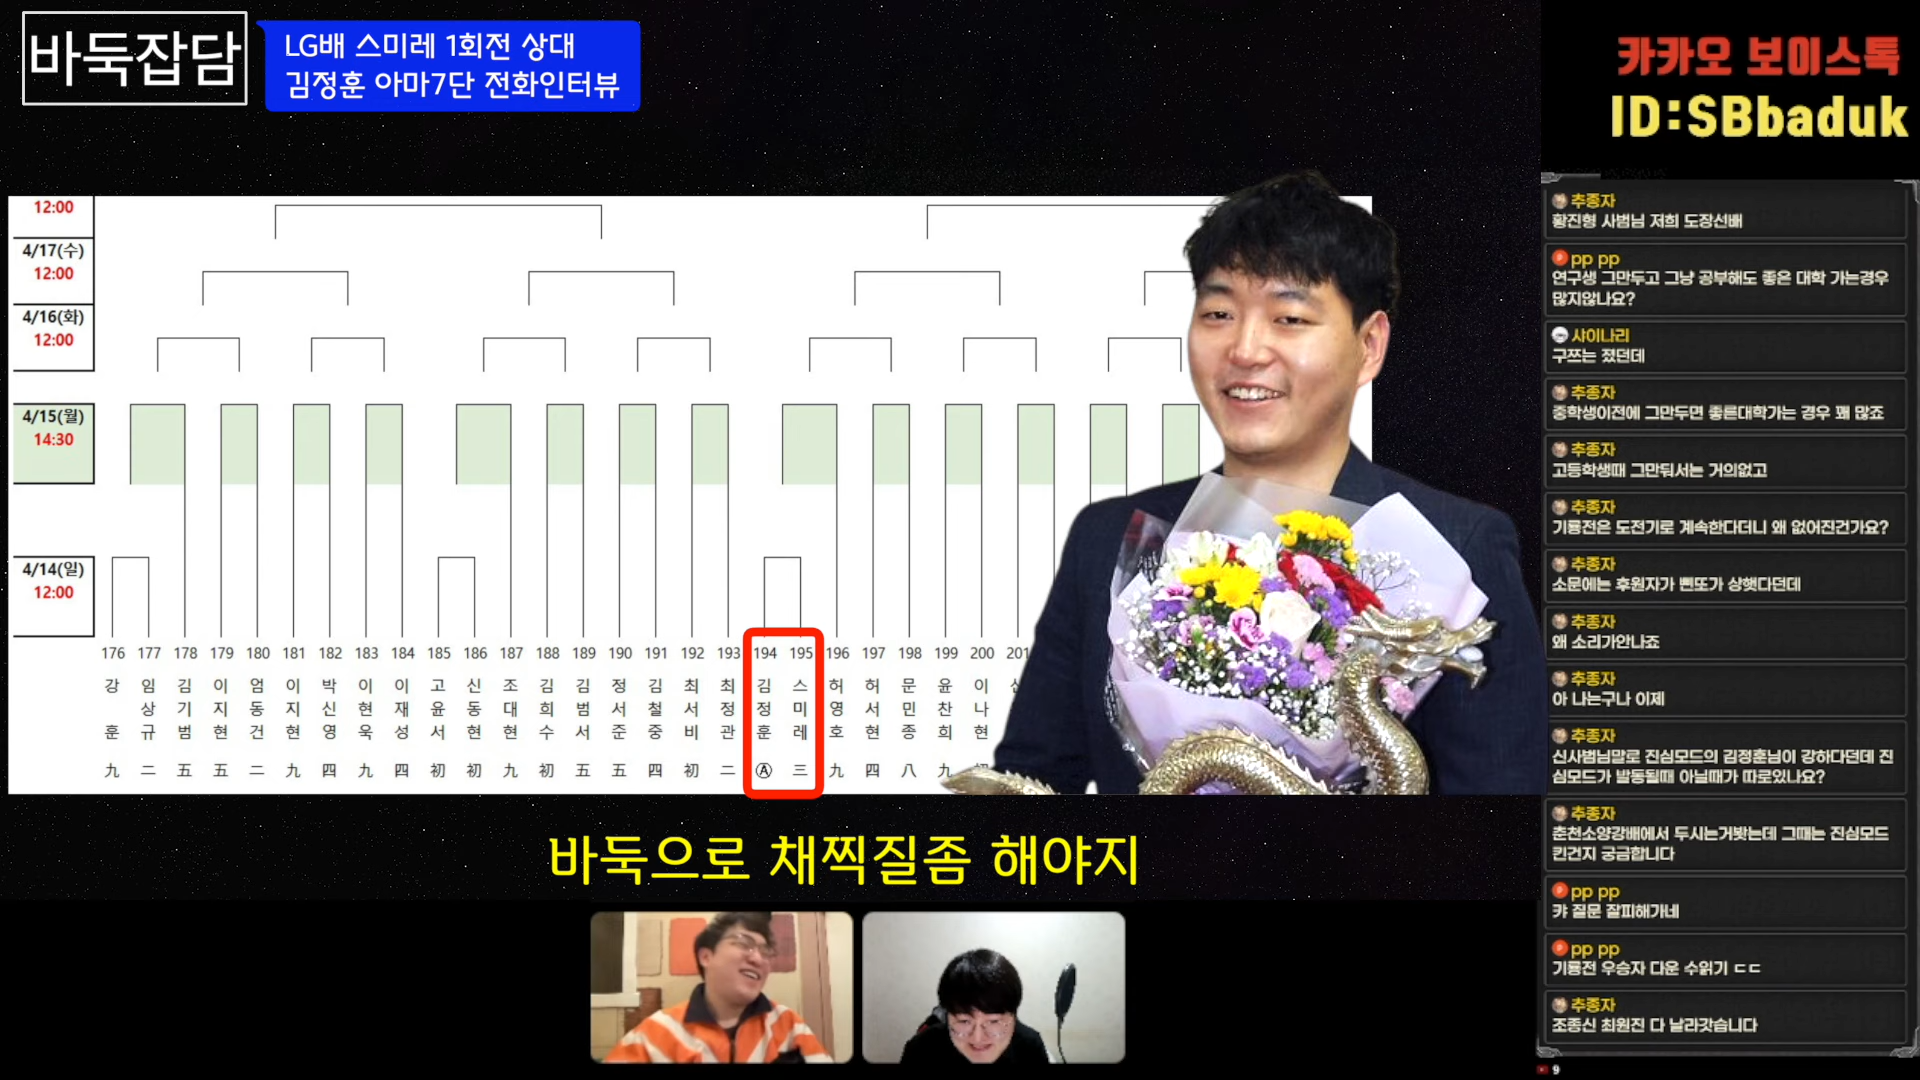 바둑잡담
LG배 스미레 1회전 상대
김정훈 아마7단 전화인터뷰
카카오 보이스톡
ID:SBbaduk
12:00
4/17(수)
12:00
4/16(화)
12:00
4/15(월)
14:30
4/14(일)
12:00
176 177 178 179 180 181 182 183 184 185 186 187 188 189 190 191 192 193 194 195 196 197 198 199 200 201
강훈 九
임상규 二
김기범 五
이지현 五
엄동건 二
이지현 九
박신영 四
이현욱 九
이재성 四
고윤서 初
신동현 初
조대현 九
김희수 初
김범서 五
정서준 五
김철중 四
최서비 初
최정관 二
김정훈 Ⓐ
스미레 三
허영호 九
허서현 四
문민종 八
윤찬희 九
이나현
바둑으로 채찍질좀 해야지
추종자
황진형 사범님 저희 도장선배
pp pp
연구생 그만두고 그냥 공부해도 좋은 대학 가는경우
많지않나요?
사이나리
구쯔는 졌던데
추종자
중학생이전에 그만두면 좋른대학가는 경우 꽤 많죠
추종자
고등학생때 그만둬서는 거의없고
추종자
기룡전은 도전기로 계속한다더니 왜 없어진건가요?
추종자
소문에는 후원자가 삔또가 상햇다던데
추종자
왜 소리가안나죠
추종자
아 나는구나 이제
추종자
신사범님말로 진심모드의 김정훈님이 강하다던데 진
심모드가 발동될때 아닐때가 따로있나요?
추종자
춘천소양강배에서 두시는거봣는데 그때는 진심모드
킨건지 궁금합니다
pp pp
캬 질문 잘피해가네
pp pp
기룡전 우승자 다운 수읽기 ㄷㄷ
추종자
조종신 최원진 다 날라갓습니다
9